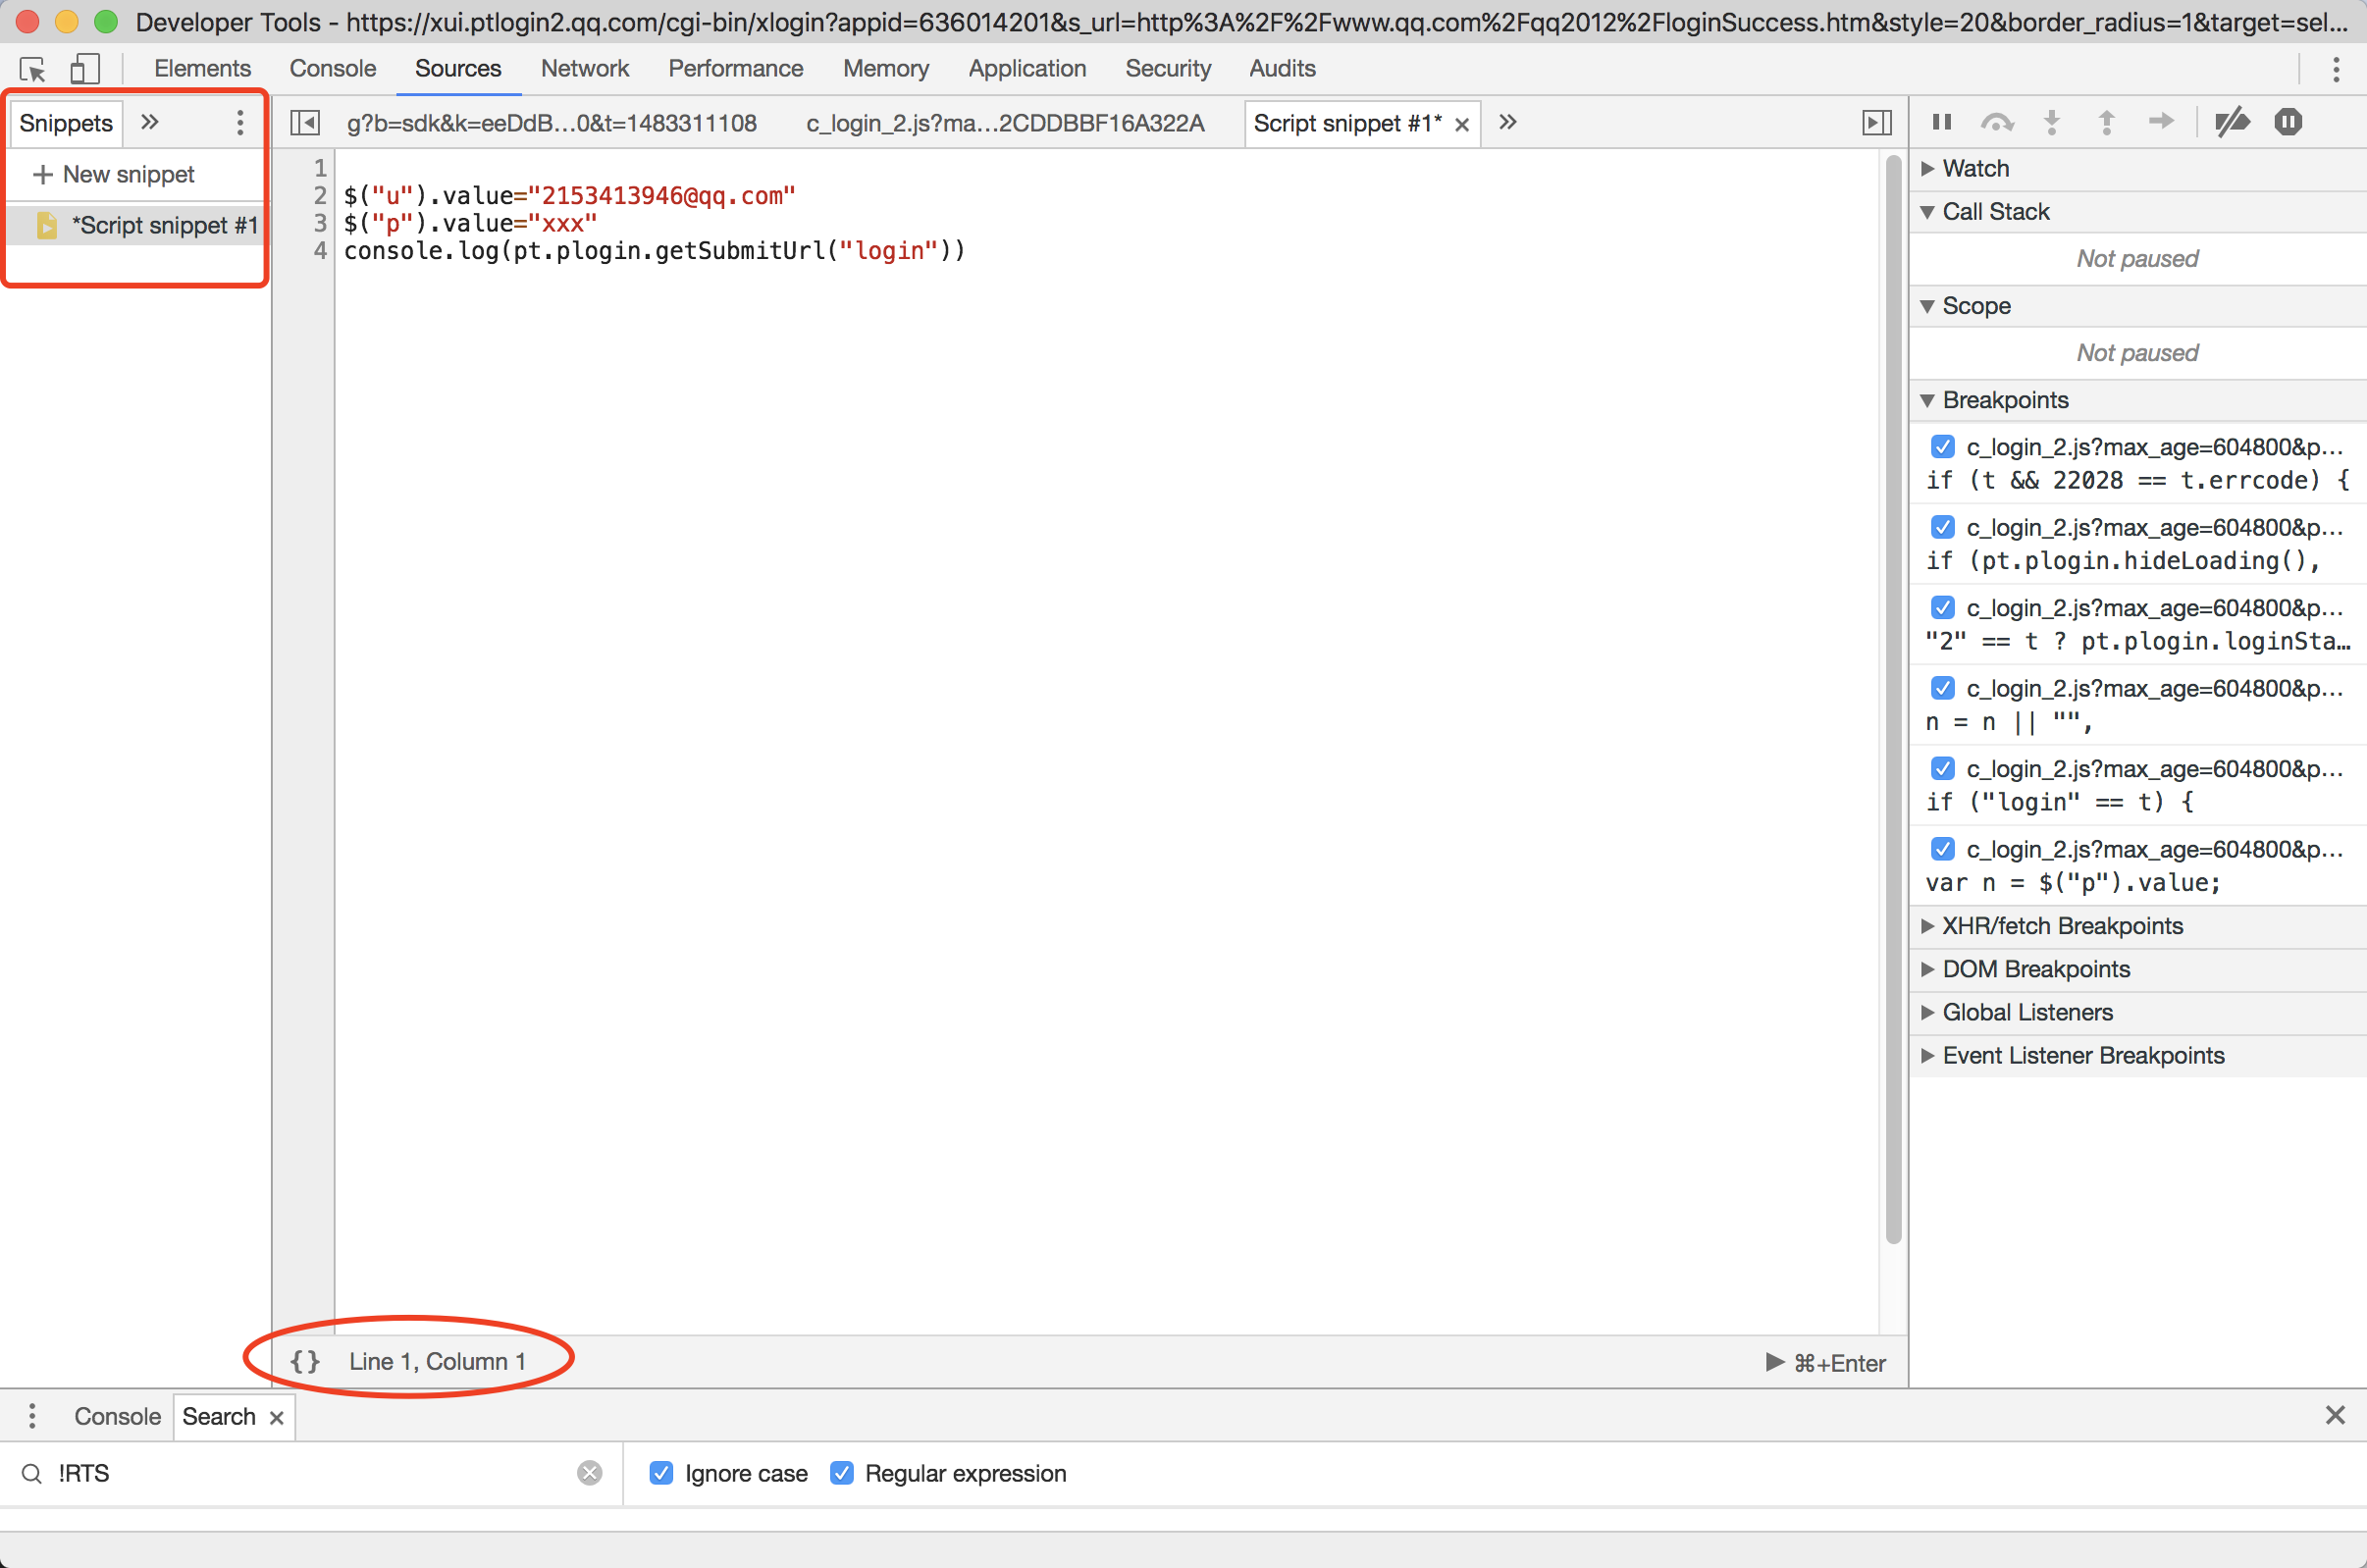 Developer Tools - https://xui.ptlogin2.qq.com/cgi-bin/xlogin?appid=636014201&s_url=http%3A%2F%2Fwww.qq.com%2Fqq2012%2FloginSuccess.htm&style=20&border_radius=1&target=sel...
Elements Console Sources Network Performance Memory Application Security Audits
Snippets »
+ New snippet
*Script snippet #1
g?b=sdk&k=eeDdB...0&t=1483311108 c_login_2.js?ma...2CDDBBF16A322A Script snippet #1* × »
1
2 $("u").value="2153413946@qq.com"
3 $("p").value="xxx"
4 console.log(pt.plogin.getSubmitUrl("login"))
{} Line 1, Column 1
⌘+Enter
Watch
Call Stack
Not paused
Scope
Not paused
Breakpoints
c_login_2.js?max_age=604800&p...
if (t && 22028 == t.errcode) {
c_login_2.js?max_age=604800&p...
if (pt.plogin.hideLoading(),
c_login_2.js?max_age=604800&p...
"2" == t ? pt.plogin.loginSta...
c_login_2.js?max_age=604800&p...
n = n || "",
c_login_2.js?max_age=604800&p...
if ("login" == t) {
c_login_2.js?max_age=604800&p...
var n = $("p").value;
XHR/fetch Breakpoints
DOM Breakpoints
Global Listeners
Event Listener Breakpoints
Console Search ×
!RTS Ignore case Regular expression